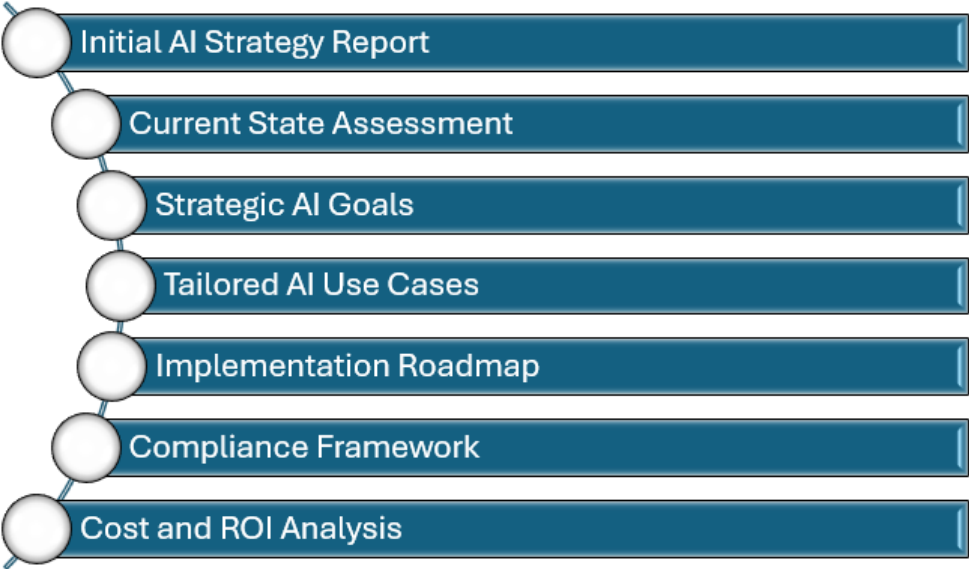 Initial AI Strategy Report
Current State Assessment
Strategic AI Goals
Tailored AI Use Cases
Implementation Roadmap
Compliance Framework
Cost and ROI Analysis